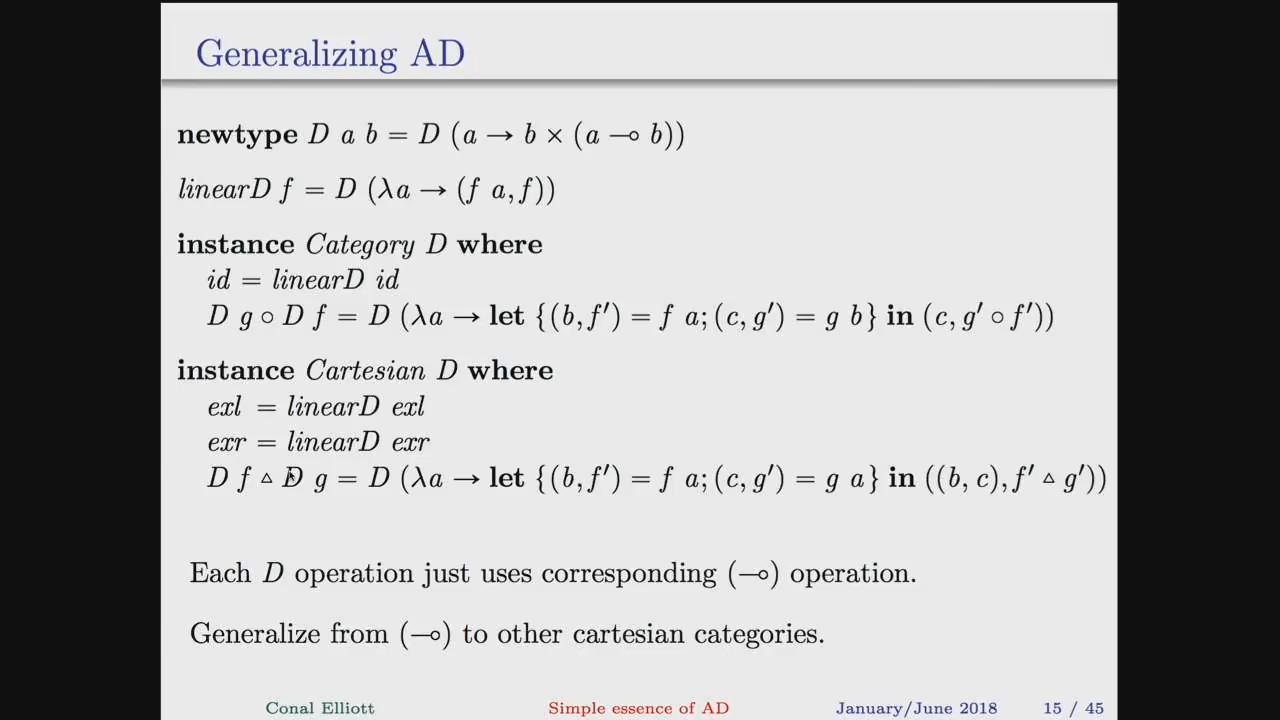 Generalizing AD
newtype D a b = D (a → b × (a ⊸ b))
linearD f = D (λa → (f a, f))
instance Category D where
id = linearD id
D g ∘ D f = D (λa → let {(b, f′) = f a; (c, g′) = g b} in (c, g′ ∘ f′))
instance Cartesian D where
exl = linearD exl
exr = linearD exr
D f ▵ D g = D (λa → let {(b, f′) = f a; (c, g′) = g a} in ((b, c), f′ ▵ g′))
Each D operation just uses corresponding (⊸) operation.
Generalize from (⊸) to other cartesian categories.
Conal Elliott Simple essence of AD January/June 2018 15 / 45